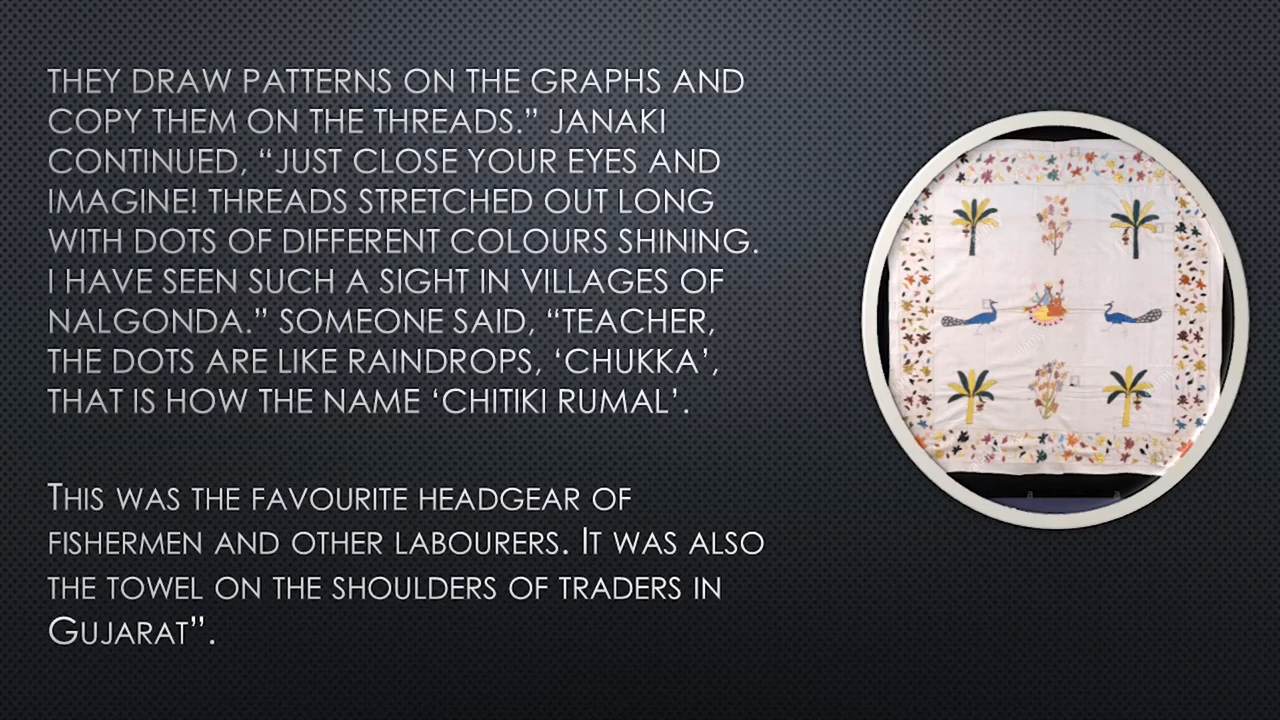 THEY DRAW PATTERNS ON THE GRAPHS AND
COPY THEM ON THE THREADS.” JANAKI
CONTINUED, “JUST CLOSE YOUR EYES AND
IMAGINE! THREADS STRETCHED OUT LONG
WITH DOTS OF DIFFERENT COLOURS SHINING.
I HAVE SEEN SUCH A SIGHT IN VILLAGES OF
NALGONDA.” SOMEONE SAID, “TEACHER,
THE DOTS ARE LIKE RAINDROPS, ‘CHUKKA’,
THAT IS HOW THE NAME ‘CHITIKI RUMAL’.
THIS WAS THE FAVOURITE HEADGEAR OF
FISHERMEN AND OTHER LABOURERS. IT WAS ALSO
THE TOWEL ON THE SHOULDERS OF TRADERS IN
GUJARAT”.